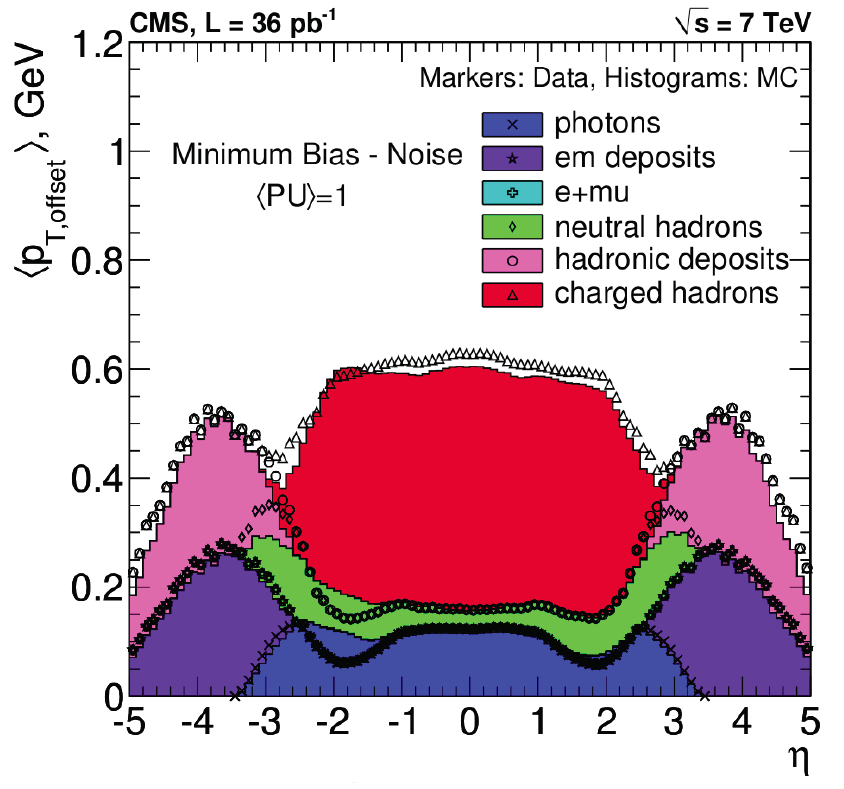 CMS, L = 36 pb⁻¹ √s = 7 TeV
Markers: Data, Histograms: MC
Minimum Bias - Noise
⟨PU⟩=1
photons
em deposits
e+mu
neutral hadrons
hadronic deposits
charged hadrons
⟨p_T,offset⟩, GeV
1.2
1
0.8
0.6
0.4
0.2
0
-5 -4 -3 -2 -1 0 1 2 3 4 5
η